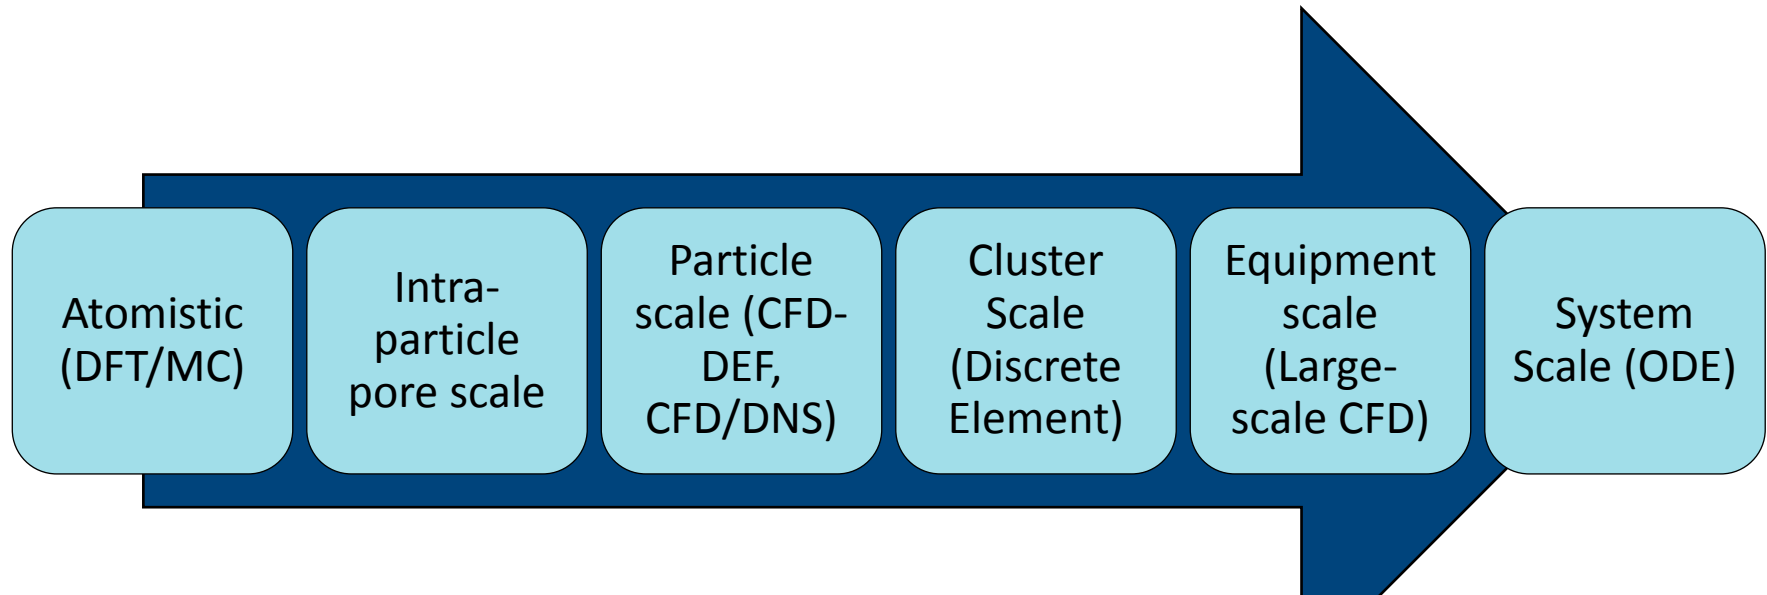 Atomistic
(DFT/MC)
Intra-
particle
pore scale
Particle
scale (CFD-
DEF,
CFD/DNS)
Cluster
Scale
(Discrete
Element)
Equipment
scale
(Large-
scale CFD)
System
Scale (ODE)